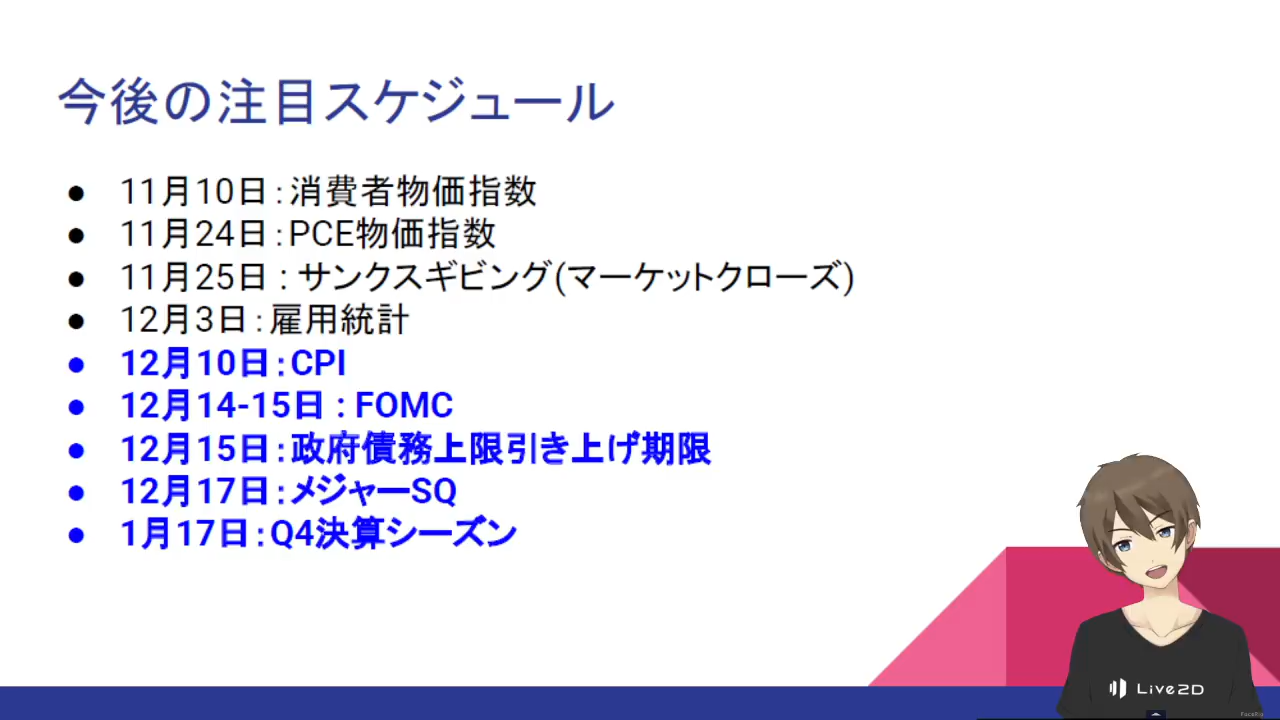 今後の注目スケジュール
● 11月10日：消費者物価指数
● 11月24日：PCE物価指数
● 11月25日 : サンクスギビング(マーケットクローズ)
● 12月3日：雇用統計
● 12月10日：CPI
● 12月14-15日 : FOMC
● 12月15日：政府債務上限引き上げ期限
● 12月17日：メジャーSQ
● 1月17日：Q4決算シーズン
Live2D
FaceRig